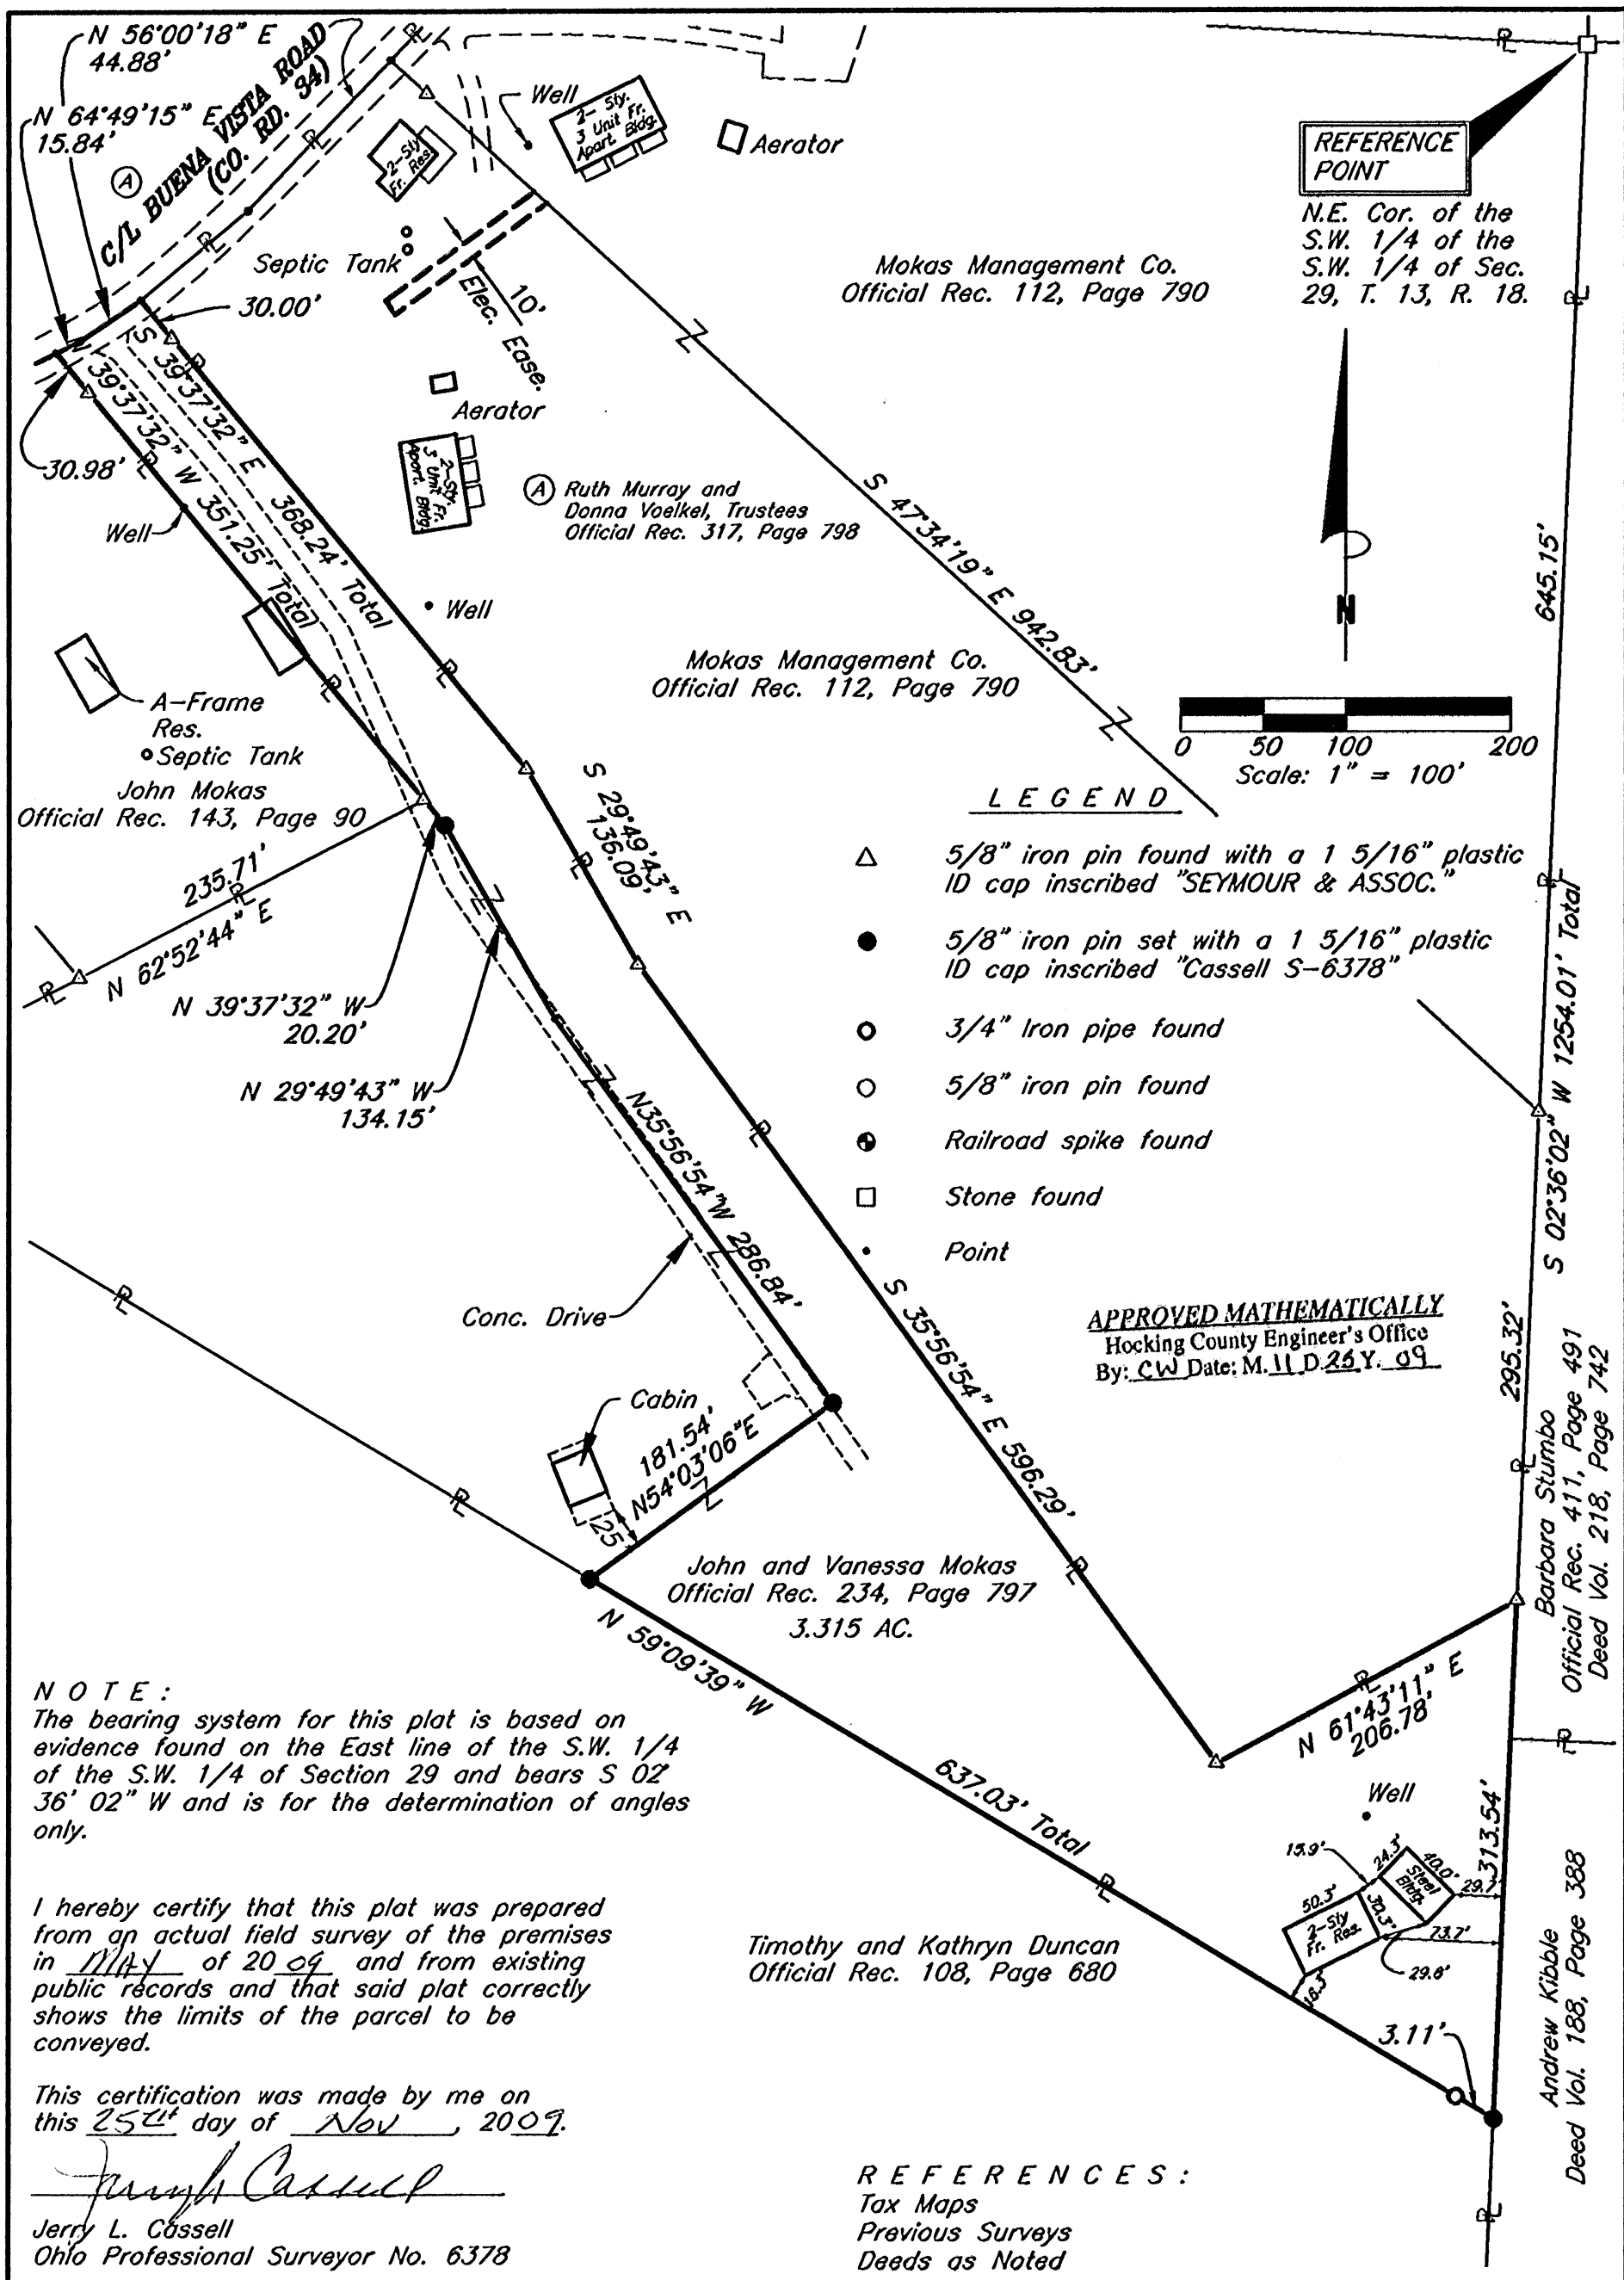 N 56°00'18" E
44.88'
N 64°49'15" E
15.84'
A
C/L BUENA VISTA ROAD
(CO. RD. 94)
Well
2- Sty.
3 Unit Fr.
Apart. Bldg.
Aerator
2-Sty
Fr. Res.
Septic Tank
30.00'
10'
Elec. Ease.
Mokas Management Co.
Official Rec. 112, Page 790
REFERENCE
POINT
N.E. Cor. of the
S.W. 1/4 of the
S.W. 1/4 of Sec.
29, T. 13, R. 18.
S 39°37'32" E 368.24' Total
N 39°37'32" W 351.25' Total
30.98'
Aerator
2-Sty.
3 Unit Fr.
Apart. Bldg.
A Ruth Murray and
Donna Voelkel, Trustees
Official Rec. 317, Page 798
Well
Well
S 47°34'19" E 942.83'
N
645.15'
Mokas Management Co.
Official Rec. 112, Page 790
0 50 100 200
Scale: 1" = 100'
A-Frame
Res.
Septic Tank
John Mokas
Official Rec. 143, Page 90
235.71'
N 62°52'44" E
S 29°49'43" E
136.09'
LEGEND
5/8" iron pin found with a 1 5/16" plastic
ID cap inscribed "SEYMOUR & ASSOC."
5/8" iron pin set with a 1 5/16" plastic
ID cap inscribed "Cassell S-6378"
3/4" Iron pipe found
5/8" iron pin found
Railroad spike found
Stone found
Point
N 39°37'32" W
20.20'
N 29°49'43" W
134.15'
N35°56'54"W 286.84'
S 02°36'02" W 1254.01' Total
Conc. Drive
S 35°56'54" E 596.29'
APPROVED MATHEMATICALLY
Hocking County Engineer's Office
By: CW Date: M. 11 D. 25 Y. 09
295.32'
Barbara Stumbo
Official Rec. 411, Page 491
Deed Vol. 218, Page 742
Cabin
181.54'
N54°03'06"E
25'
John and Vanessa Mokas
Official Rec. 234, Page 797
3.315 AC.
N 59°09'39" W
637.03' Total
N 61°43'11" E
206.78'
NOTE:
The bearing system for this plat is based on
evidence found on the East line of the S.W. 1/4
of the S.W. 1/4 of Section 29 and bears S 02°
36' 02" W and is for the determination of angles
only.
Well
313.54'
15.9'
24.3'
40.0'
Steel
Bldg.
29.7'
50.3'
2-Sty
Fr. Res.
30.3'
73.7'
29.6'
16.3'
3.11'
Andrew Kibble
Deed Vol. 188, Page 388
I hereby certify that this plat was prepared
from an actual field survey of the premises
in MAY of 2009 and from existing
public records and that said plat correctly
shows the limits of the parcel to be
conveyed.
Timothy and Kathryn Duncan
Official Rec. 108, Page 680
This certification was made by me on
this 25th day of Nov, 2009.
Jerry L. Cassell
Jerry L. Cassell
Ohio Professional Surveyor No. 6378
REFERENCES:
Tax Maps
Previous Surveys
Deeds as Noted